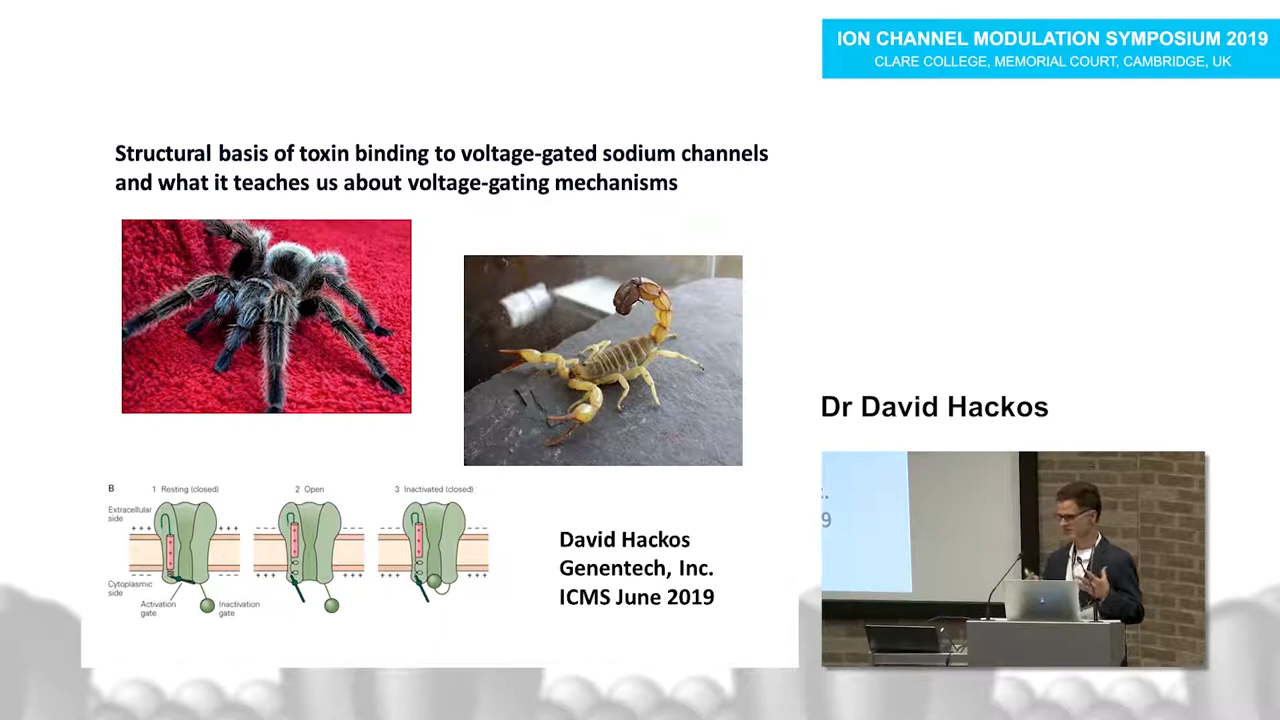 ION CHANNEL MODULATION SYMPOSIUM 2019
CLARE COLLEGE, MEMORIAL COURT, CAMBRIDGE, UK
Structural basis of toxin binding to voltage-gated sodium channels
and what it teaches us about voltage-gating mechanisms
B
1 Resting (closed)
2 Open
3 Inactivated (closed)
Extracellular
side
+++
+++
– – –
– – –
– – –
– – –
– – –
– – –
+++
+++
+++
+++
Cytoplasmic
side
Activation
gate
Inactivation
gate
David Hackos
Genentech, Inc.
ICMS June 2019
Dr David Hackos
9